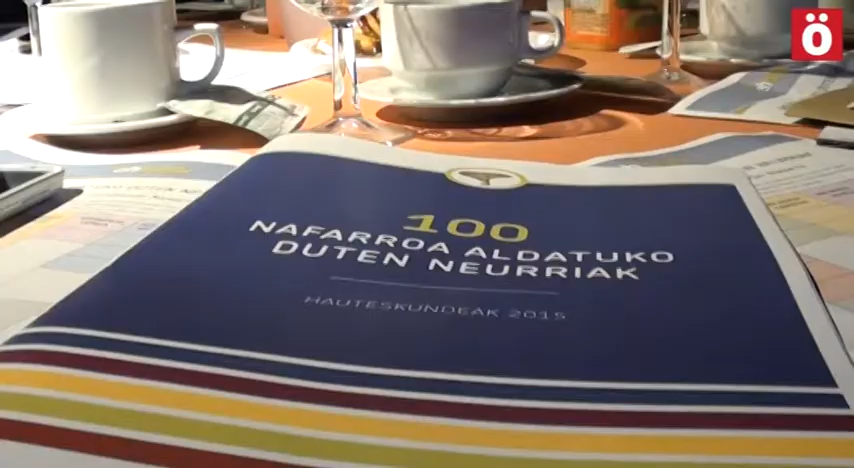 ö
100
NAFARROA ALDATUKO
DUTEN NEURRIAK
HAUTESKUNDEAK 2015